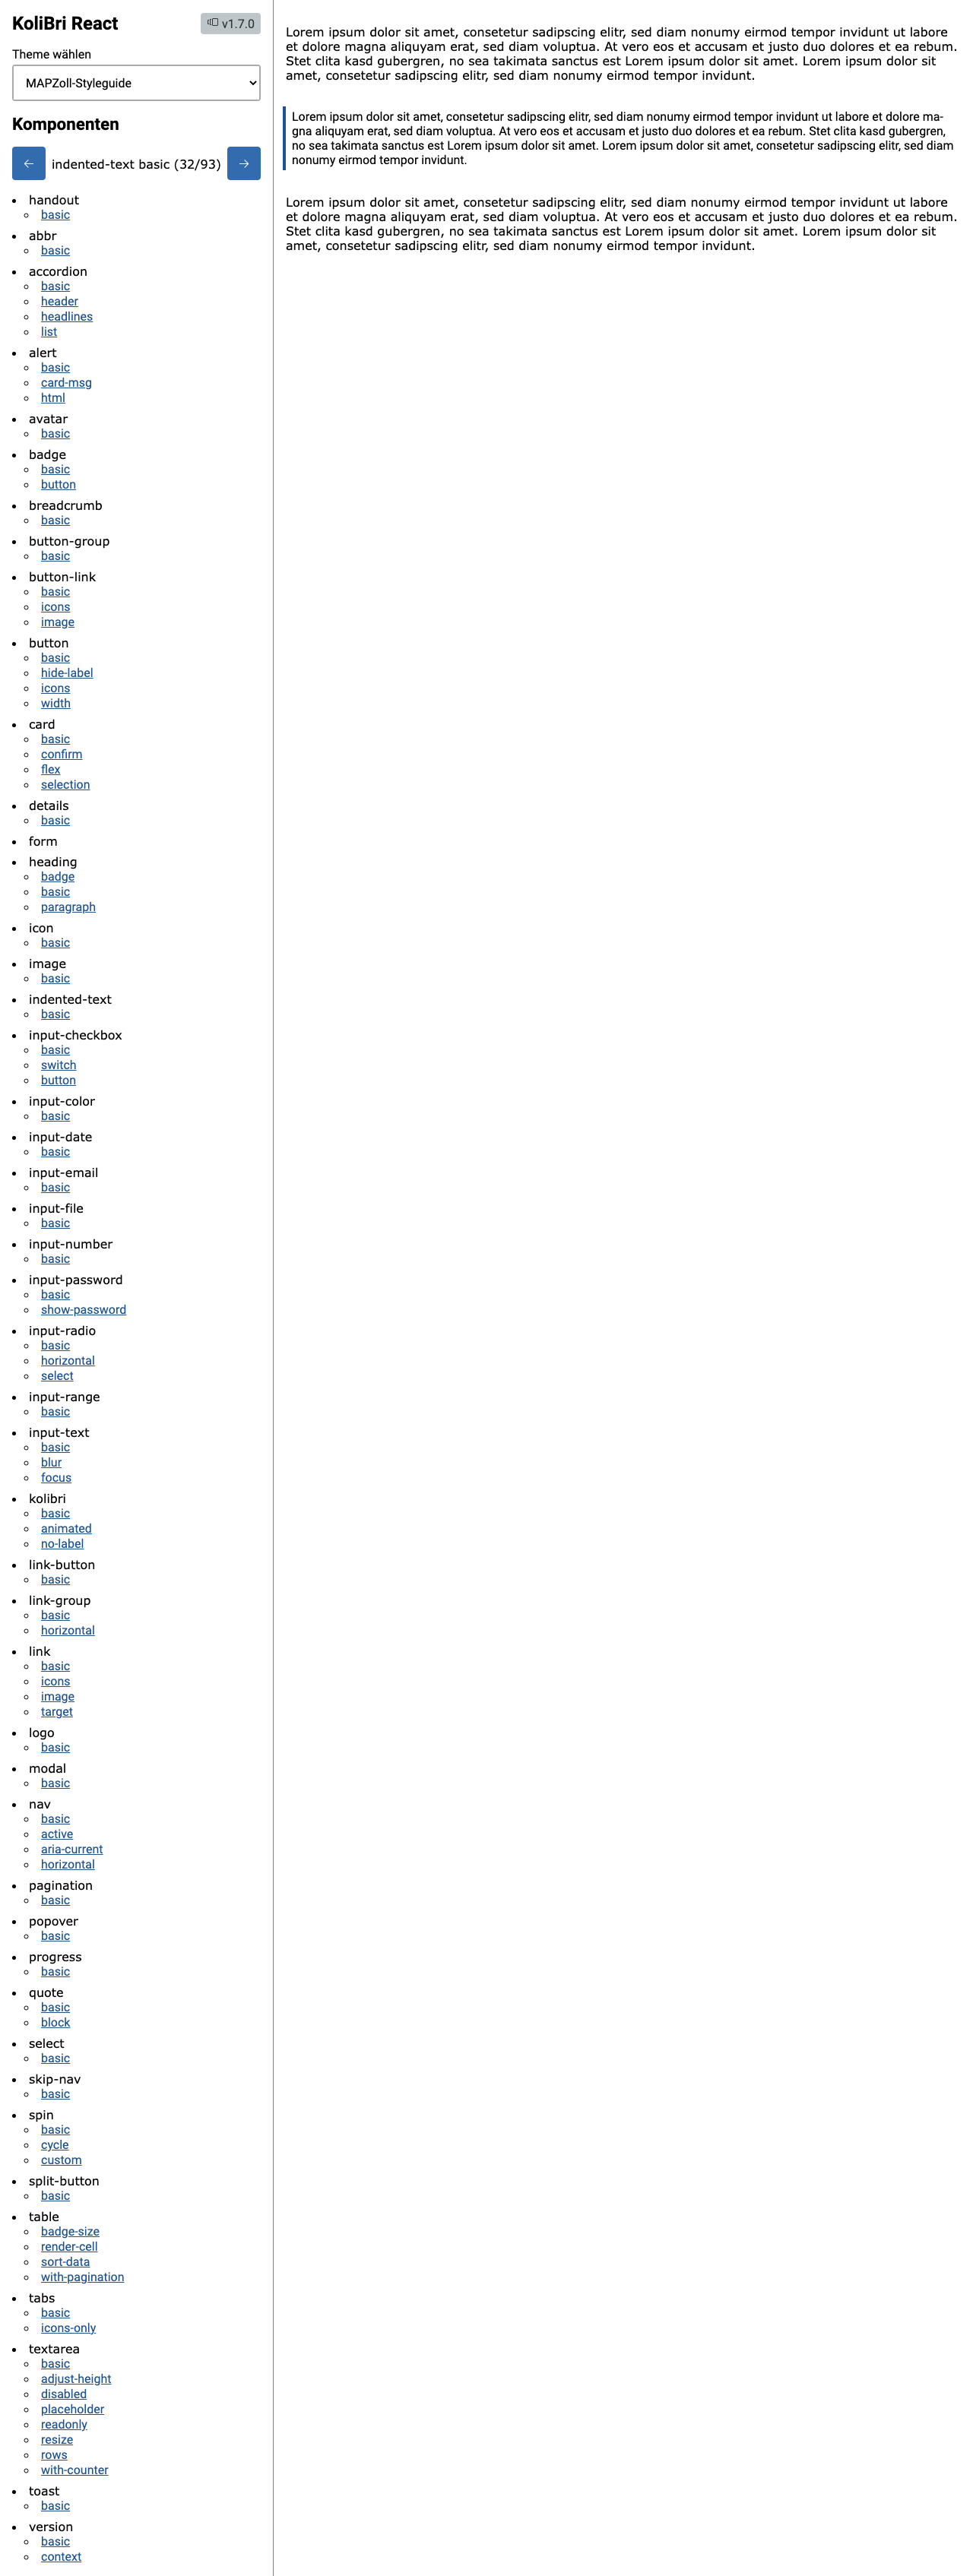 KoliBri React
v1.7.0
Theme wählen
MAPZoll-Styleguide
Komponenten
← indented-text basic (32/93) →
handout
basic
abbr
basic
accordion
basic
header
headlines
list
alert
basic
card-msg
html
avatar
basic
badge
basic
button
breadcrumb
basic
button-group
basic
button-link
basic
icons
image
button
basic
hide-label
icons
width
card
basic
confirm
flex
selection
details
basic
form
heading
badge
basic
paragraph
icon
basic
image
basic
indented-text
basic
input-checkbox
basic
switch
button
input-color
basic
input-date
basic
input-email
basic
input-file
basic
input-number
basic
input-password
basic
show-password
input-radio
basic
horizontal
select
input-range
basic
input-text
basic
blur
focus
kolibri
basic
animated
no-label
link-button
basic
link-group
basic
horizontal
link
basic
icons
image
target
logo
basic
modal
basic
nav
basic
active
aria-current
horizontal
pagination
basic
popover
basic
progress
basic
quote
basic
block
select
basic
skip-nav
basic
spin
basic
cycle
custom
split-button
basic
table
badge-size
render-cell
sort-data
with-pagination
tabs
basic
icons-only
textarea
basic
adjust-height
disabled
placeholder
readonly
resize
rows
with-counter
toast
basic
version
basic
context
Lorem ipsum dolor sit amet, consetetur sadipscing elitr, sed diam nonumy eirmod tempor invidunt ut labore
et dolore magna aliquyam erat, sed diam voluptua. At vero eos et accusam et justo duo dolores et ea rebum.
Stet clita kasd gubergren, no sea takimata sanctus est Lorem ipsum dolor sit amet. Lorem ipsum dolor sit
amet, consetetur sadipscing elitr, sed diam nonumy eirmod tempor invidunt.
Lorem ipsum dolor sit amet, consetetur sadipscing elitr, sed diam nonumy eirmod tempor invidunt ut labore et dolore ma-
gna aliquyam erat, sed diam voluptua. At vero eos et accusam et justo duo dolores et ea rebum. Stet clita kasd gubergren,
no sea takimata sanctus est Lorem ipsum dolor sit amet. Lorem ipsum dolor sit amet, consetetur sadipscing elitr, sed diam
nonumy eirmod tempor invidunt.
Lorem ipsum dolor sit amet, consetetur sadipscing elitr, sed diam nonumy eirmod tempor invidunt ut labore
et dolore magna aliquyam erat, sed diam voluptua. At vero eos et accusam et justo duo dolores et ea rebum.
Stet clita kasd gubergren, no sea takimata sanctus est Lorem ipsum dolor sit amet. Lorem ipsum dolor sit
amet, consetetur sadipscing elitr, sed diam nonumy eirmod tempor invidunt.